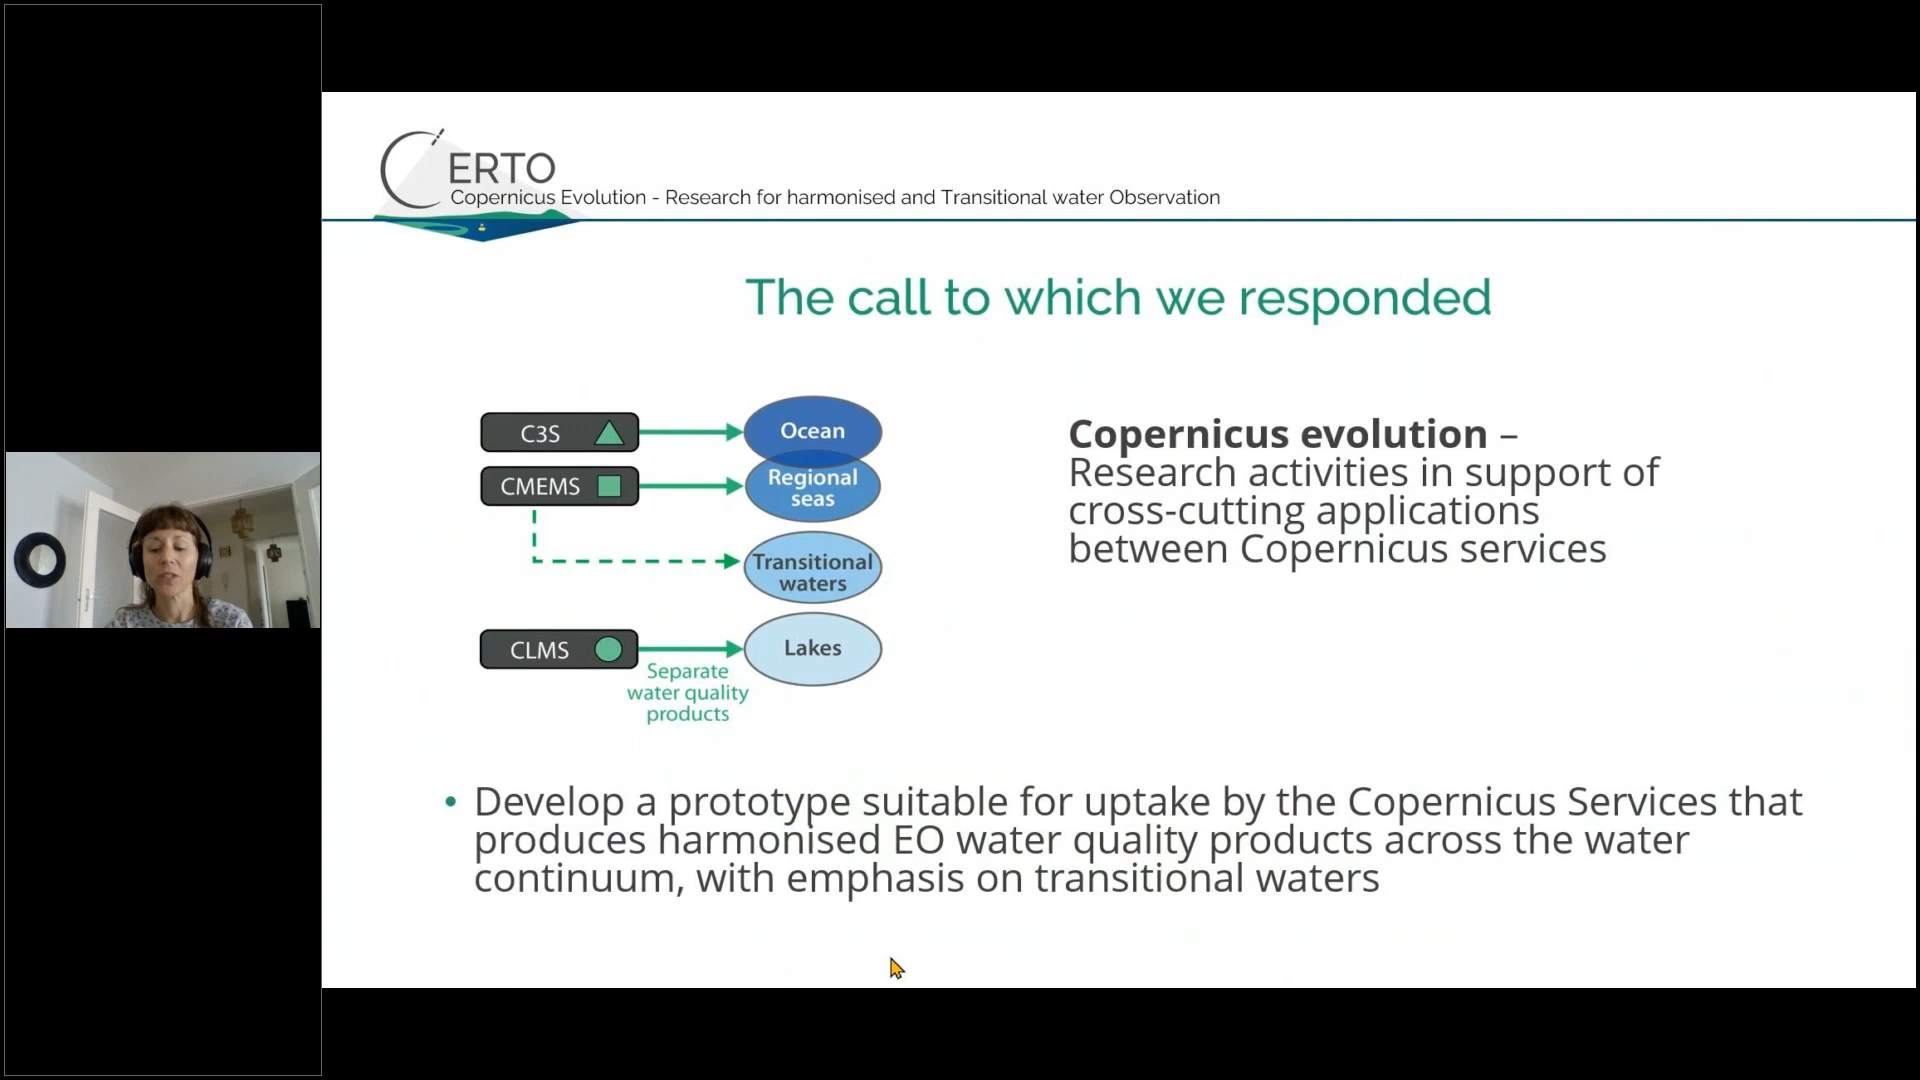 CERTO
Copernicus Evolution - Research for harmonised and Transitional water Observation
The call to which we responded
C3S
Ocean
CMEMS
Regional
seas
Transitional
waters
CLMS
Lakes
Separate
water quality
products
Copernicus evolution –
Research activities in support of
cross-cutting applications
between Copernicus services
• Develop a prototype suitable for uptake by the Copernicus Services that
produces harmonised EO water quality products across the water
continuum, with emphasis on transitional waters